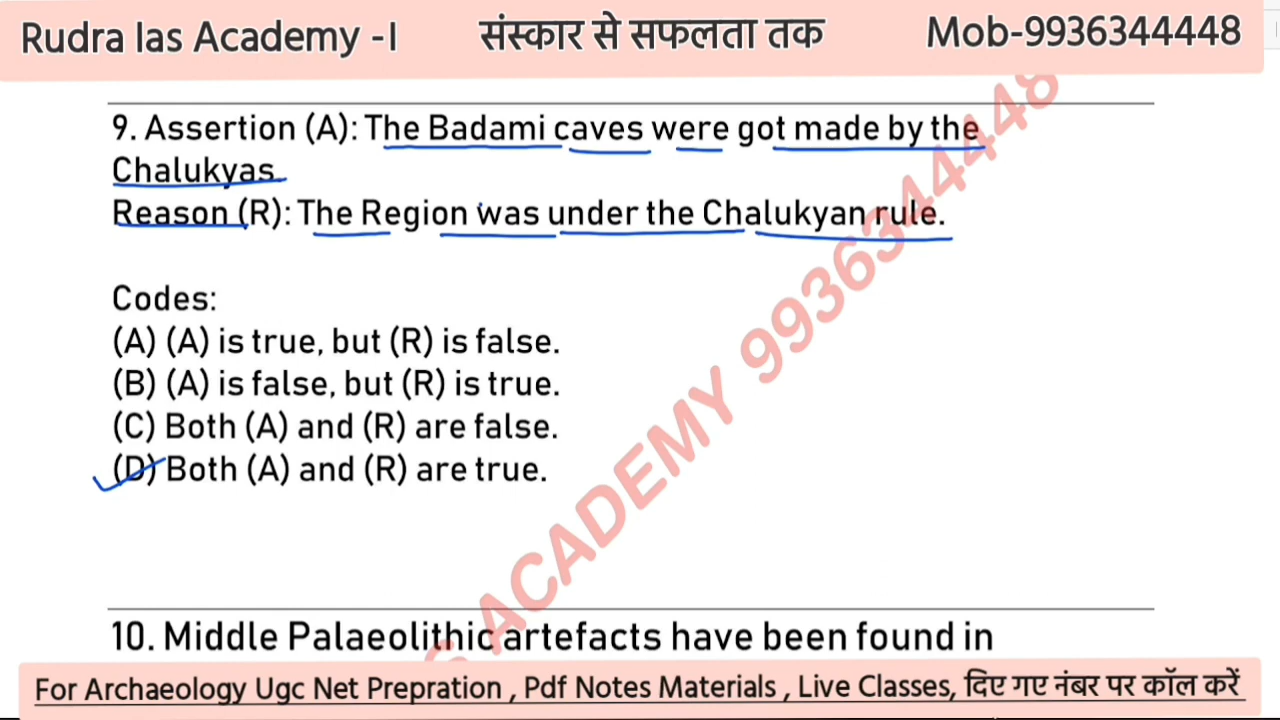 Rudra Ias Academy -I संस्कार से सफलता तक Mob-9936344448
9. Assertion (A): The Badami caves were got made by the
Chalukyas
Reason (R): The Region was under the Chalukyan rule.
Codes:
(A) (A) is true, but (R) is false.
(B) (A) is false, but (R) is true.
(C) Both (A) and (R) are false.
(D) Both (A) and (R) are true.
S ACADEMY 9936344448
10. Middle Palaeolithic artefacts have been found in
For Archaeology Ugc Net Prepration , Pdf Notes Materials , Live Classes, दिए गए नंबर पर कॉल करें